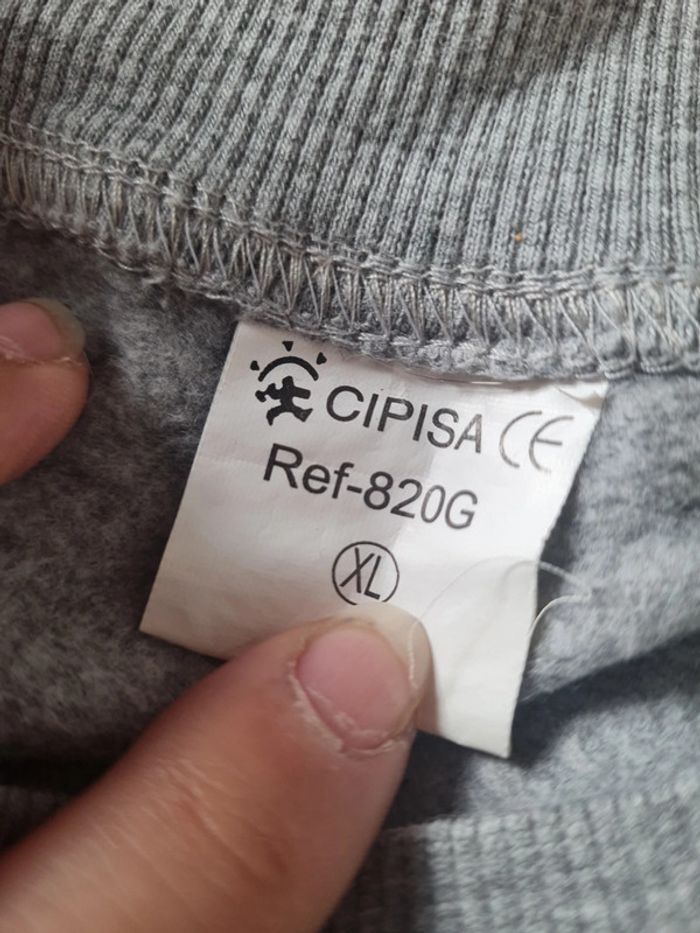 CIPISA CE
Ref-820G
XL